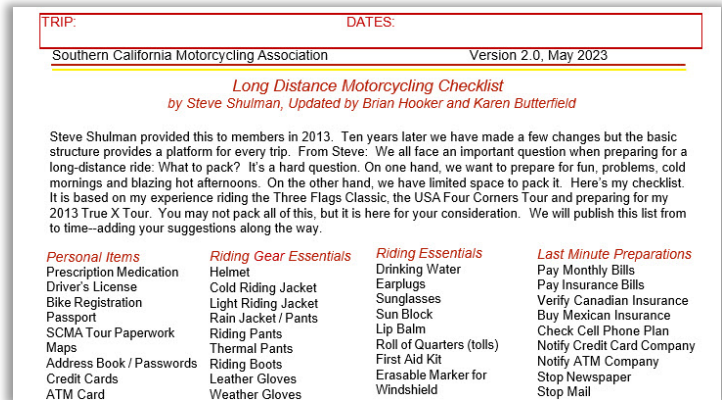 TRIP: DATES:
Southern California Motorcycling Association Version 2.0, May 2023
Long Distance Motorcycling Checklist
by Steve Shulman, Updated by Brian Hooker and Karen Butterfield
Steve Shulman provided this to members in 2013. Ten years later we have made a few changes but the basic
structure provides a platform for every trip. From Steve: We all face an important question when preparing for a
long-distance ride: What to pack? It's a hard question. On one hand, we want to prepare for fun, problems, cold
mornings and blazing hot afternoons. On the other hand, we have limited space to pack it. Here's my checklist.
It is based on my experience riding the Three Flags Classic, the USA Four Corners Tour and preparing for my
2013 True X Tour. You may not pack all of this, but it is here for your consideration. We will publish this list from
to time--adding your suggestions along the way.
Personal Items
Prescription Medication
Driver's License
Bike Registration
Passport
SCMA Tour Paperwork
Maps
Address Book / Passwords
Credit Cards
ATM Card
Riding Gear Essentials
Helmet
Cold Riding Jacket
Light Riding Jacket
Rain Jacket / Pants
Riding Pants
Thermal Pants
Riding Boots
Leather Gloves
Weather Gloves
Riding Essentials
Drinking Water
Earplugs
Sunglasses
Sun Block
Lip Balm
Roll of Quarters (tolls)
First Aid Kit
Erasable Marker for
Windshield
Last Minute Preparations
Pay Monthly Bills
Pay Insurance Bills
Verify Canadian Insurance
Buy Mexican Insurance
Check Cell Phone Plan
Notify Credit Card Company
Notify ATM Company
Stop Newspaper
Stop Mail